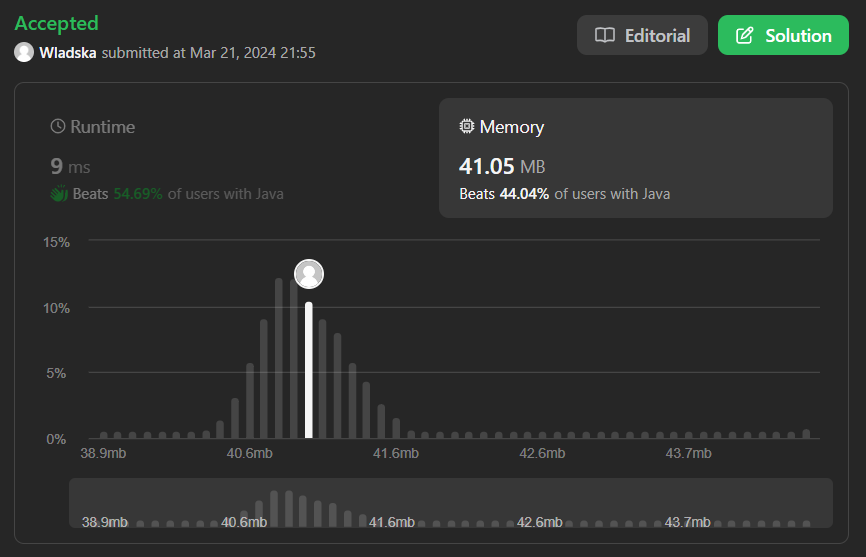 Accepted
Wladska submitted at Mar 21, 2024 21:55
Editorial
Solution
Runtime
9 ms
Beats 54.69% of users with Java
Memory
41.05 MB
Beats 44.04% of users with Java
15%
10%
5%
0%
38.9mb 40.6mb 41.6mb 42.6mb 43.7mb
38.9mb 40.6mb 41.6mb 42.6mb 43.7mb